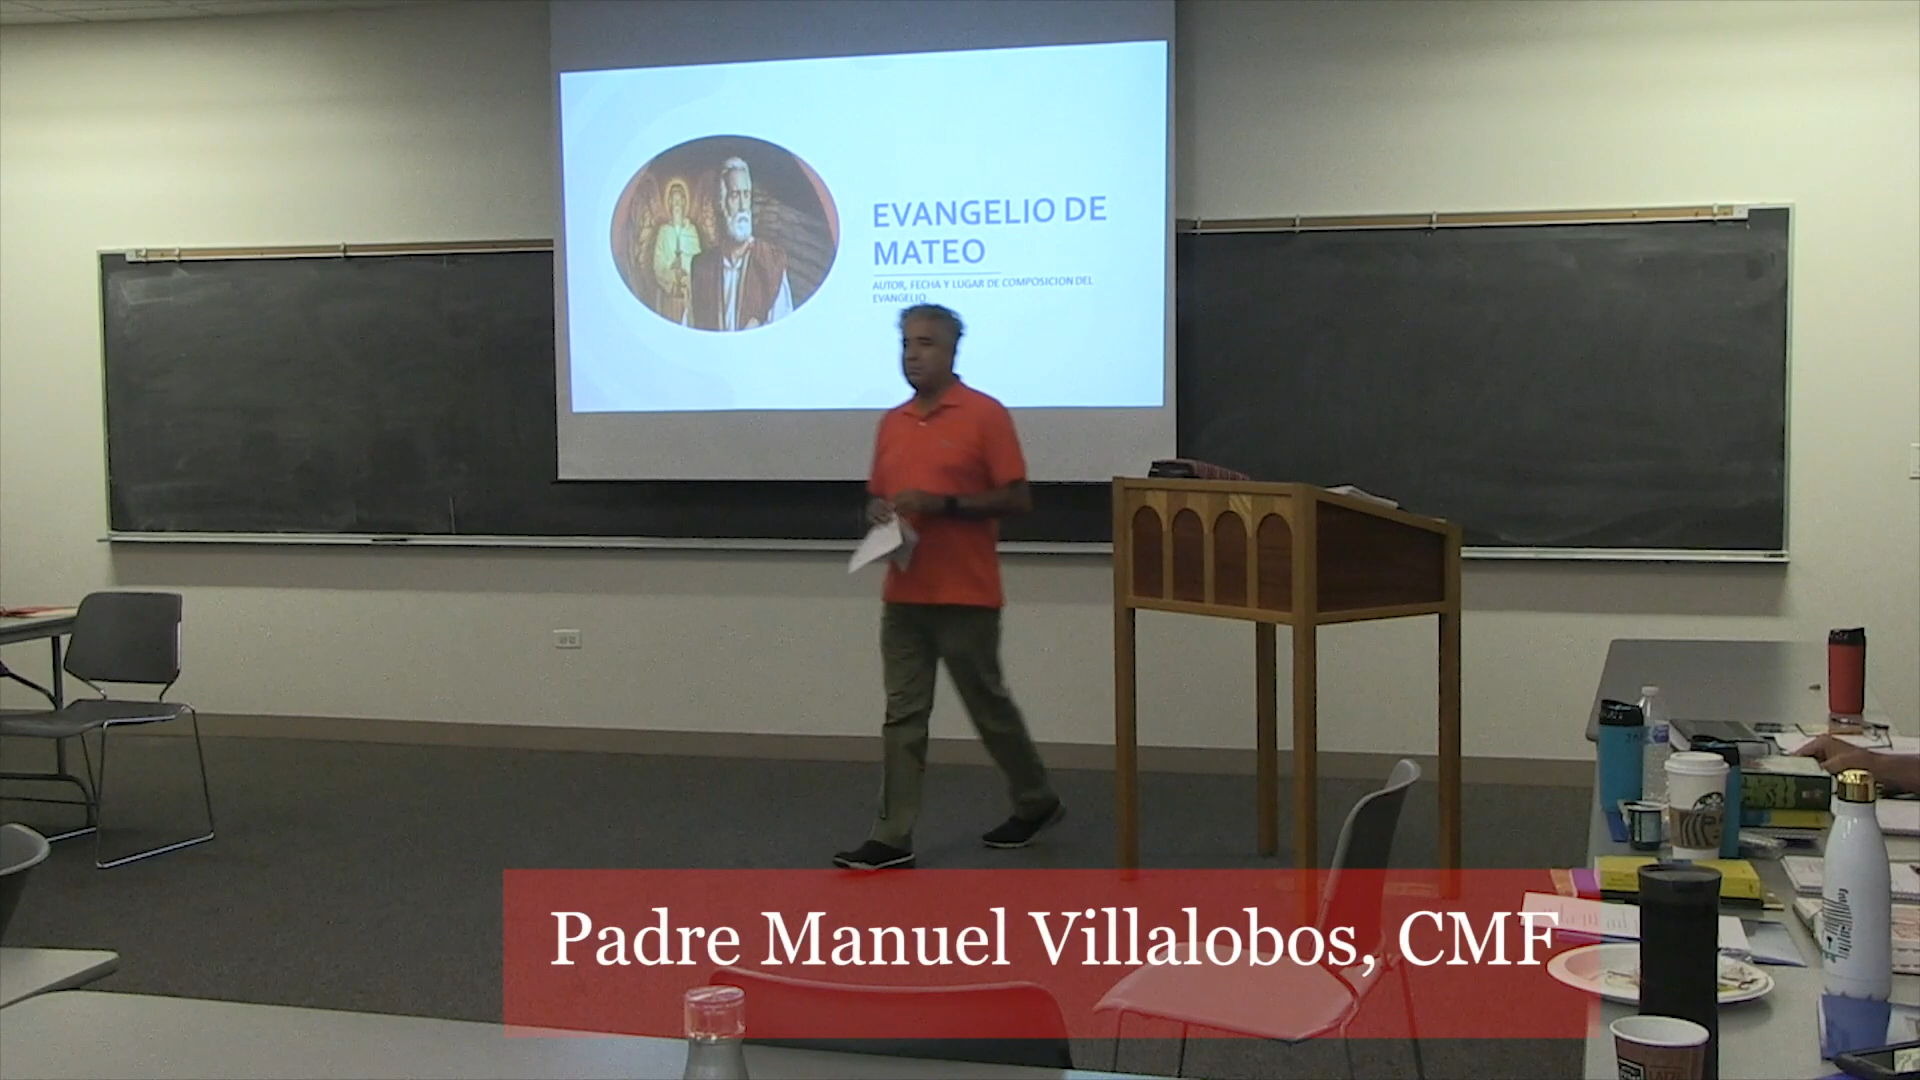 EVANGELIO DE
MATEO
AUTOR, FECHA Y LUGAR DE COMPOSICION DEL
EVANGELIO
Padre Manuel Villalobos, CMF